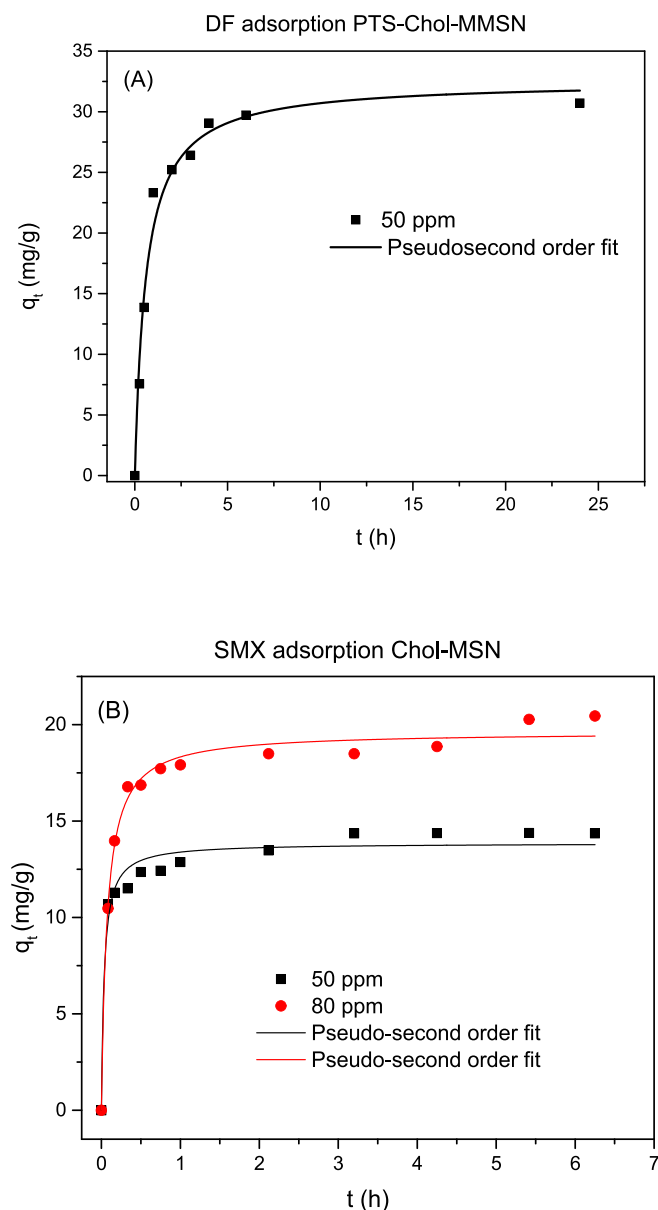 DF adsorption PTS-Chol-MMSN
(A)
35
30
25
20
15
10
5
0
q_t (mg/g)
50 ppm
Pseudosecond order fit
0
5
10
15
20
25
t (h)
SMX adsorption Chol-MSN
(B)
20
15
10
5
0
q_t (mg/g)
50 ppm
80 ppm
Pseudo-second order fit
Pseudo-second order fit
0
1
2
3
4
5
6
7
t (h)